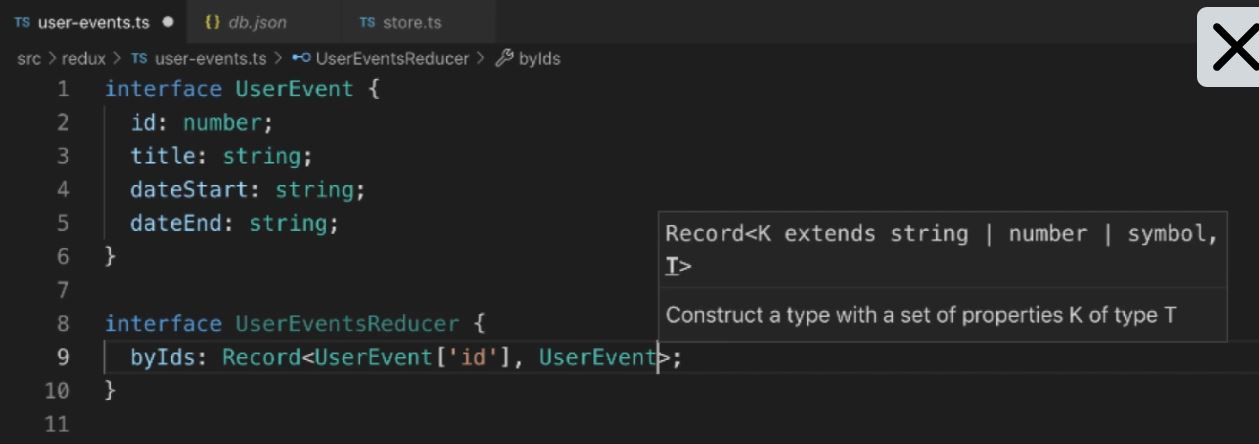 TS user-events.ts ● {} db.json TS store.ts
src > redux > TS user-events.ts > UserEventsReducer > byIds
1 interface UserEvent {
2 id: number;
3 title: string;
4 dateStart: string;
5 dateEnd: string;
6 }
7
8 interface UserEventsReducer {
9 byIds: Record<UserEvent['id'], UserEvent>;
10 }
11
Record<K extends string | number | symbol,
T>
Construct a type with a set of properties K of type T